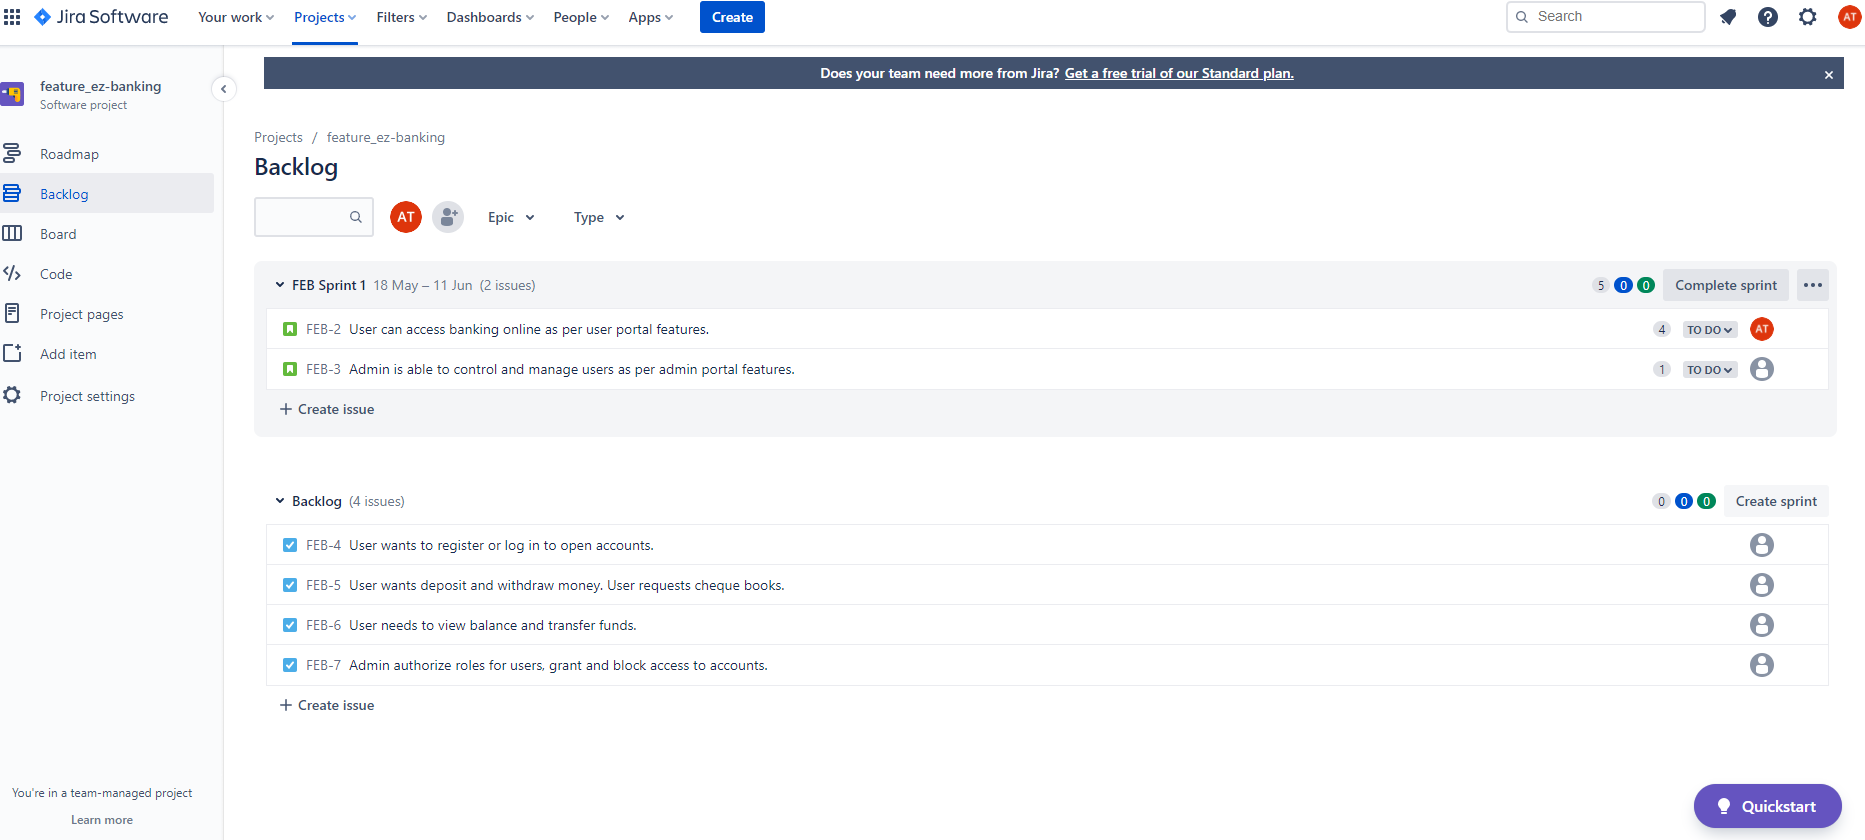 Jira Software Your work Projects Filters Dashboards People Apps Create Search AT
Does your team need more from Jira? Get a free trial of our Standard plan.
feature_ez-banking
Software project
Roadmap
Backlog
Board
Code
Project pages
Add item
Project settings
You're in a team-managed project
Learn more
Projects / feature_ez-banking
Backlog
AT Epic Type
FEB Sprint 1 18 May – 11 Jun (2 issues) 5 0 0 Complete sprint
FEB-2 User can access banking online as per user portal features. 4 TO DO AT
FEB-3 Admin is able to control and manage users as per admin portal features. 1 TO DO
+ Create issue
Backlog (4 issues) 0 0 0 Create sprint
FEB-4 User wants to register or log in to open accounts.
FEB-5 User wants deposit and withdraw money. User requests cheque books.
FEB-6 User needs to view balance and transfer funds.
FEB-7 Admin authorize roles for users, grant and block access to accounts.
+ Create issue
Quickstart